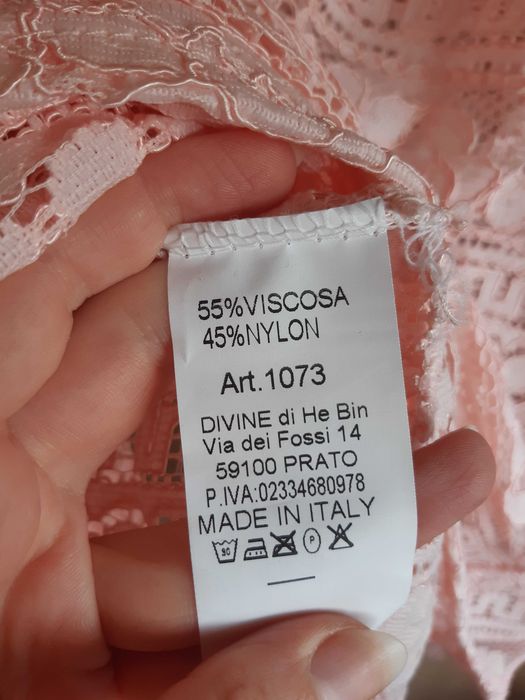 55%VISCOSA
45%NYLON
Art.1073
DIVINE di He Bin
Via dei Fossi 14
59100 PRATO
P.IVA:02334680978
MADE IN ITALY
P